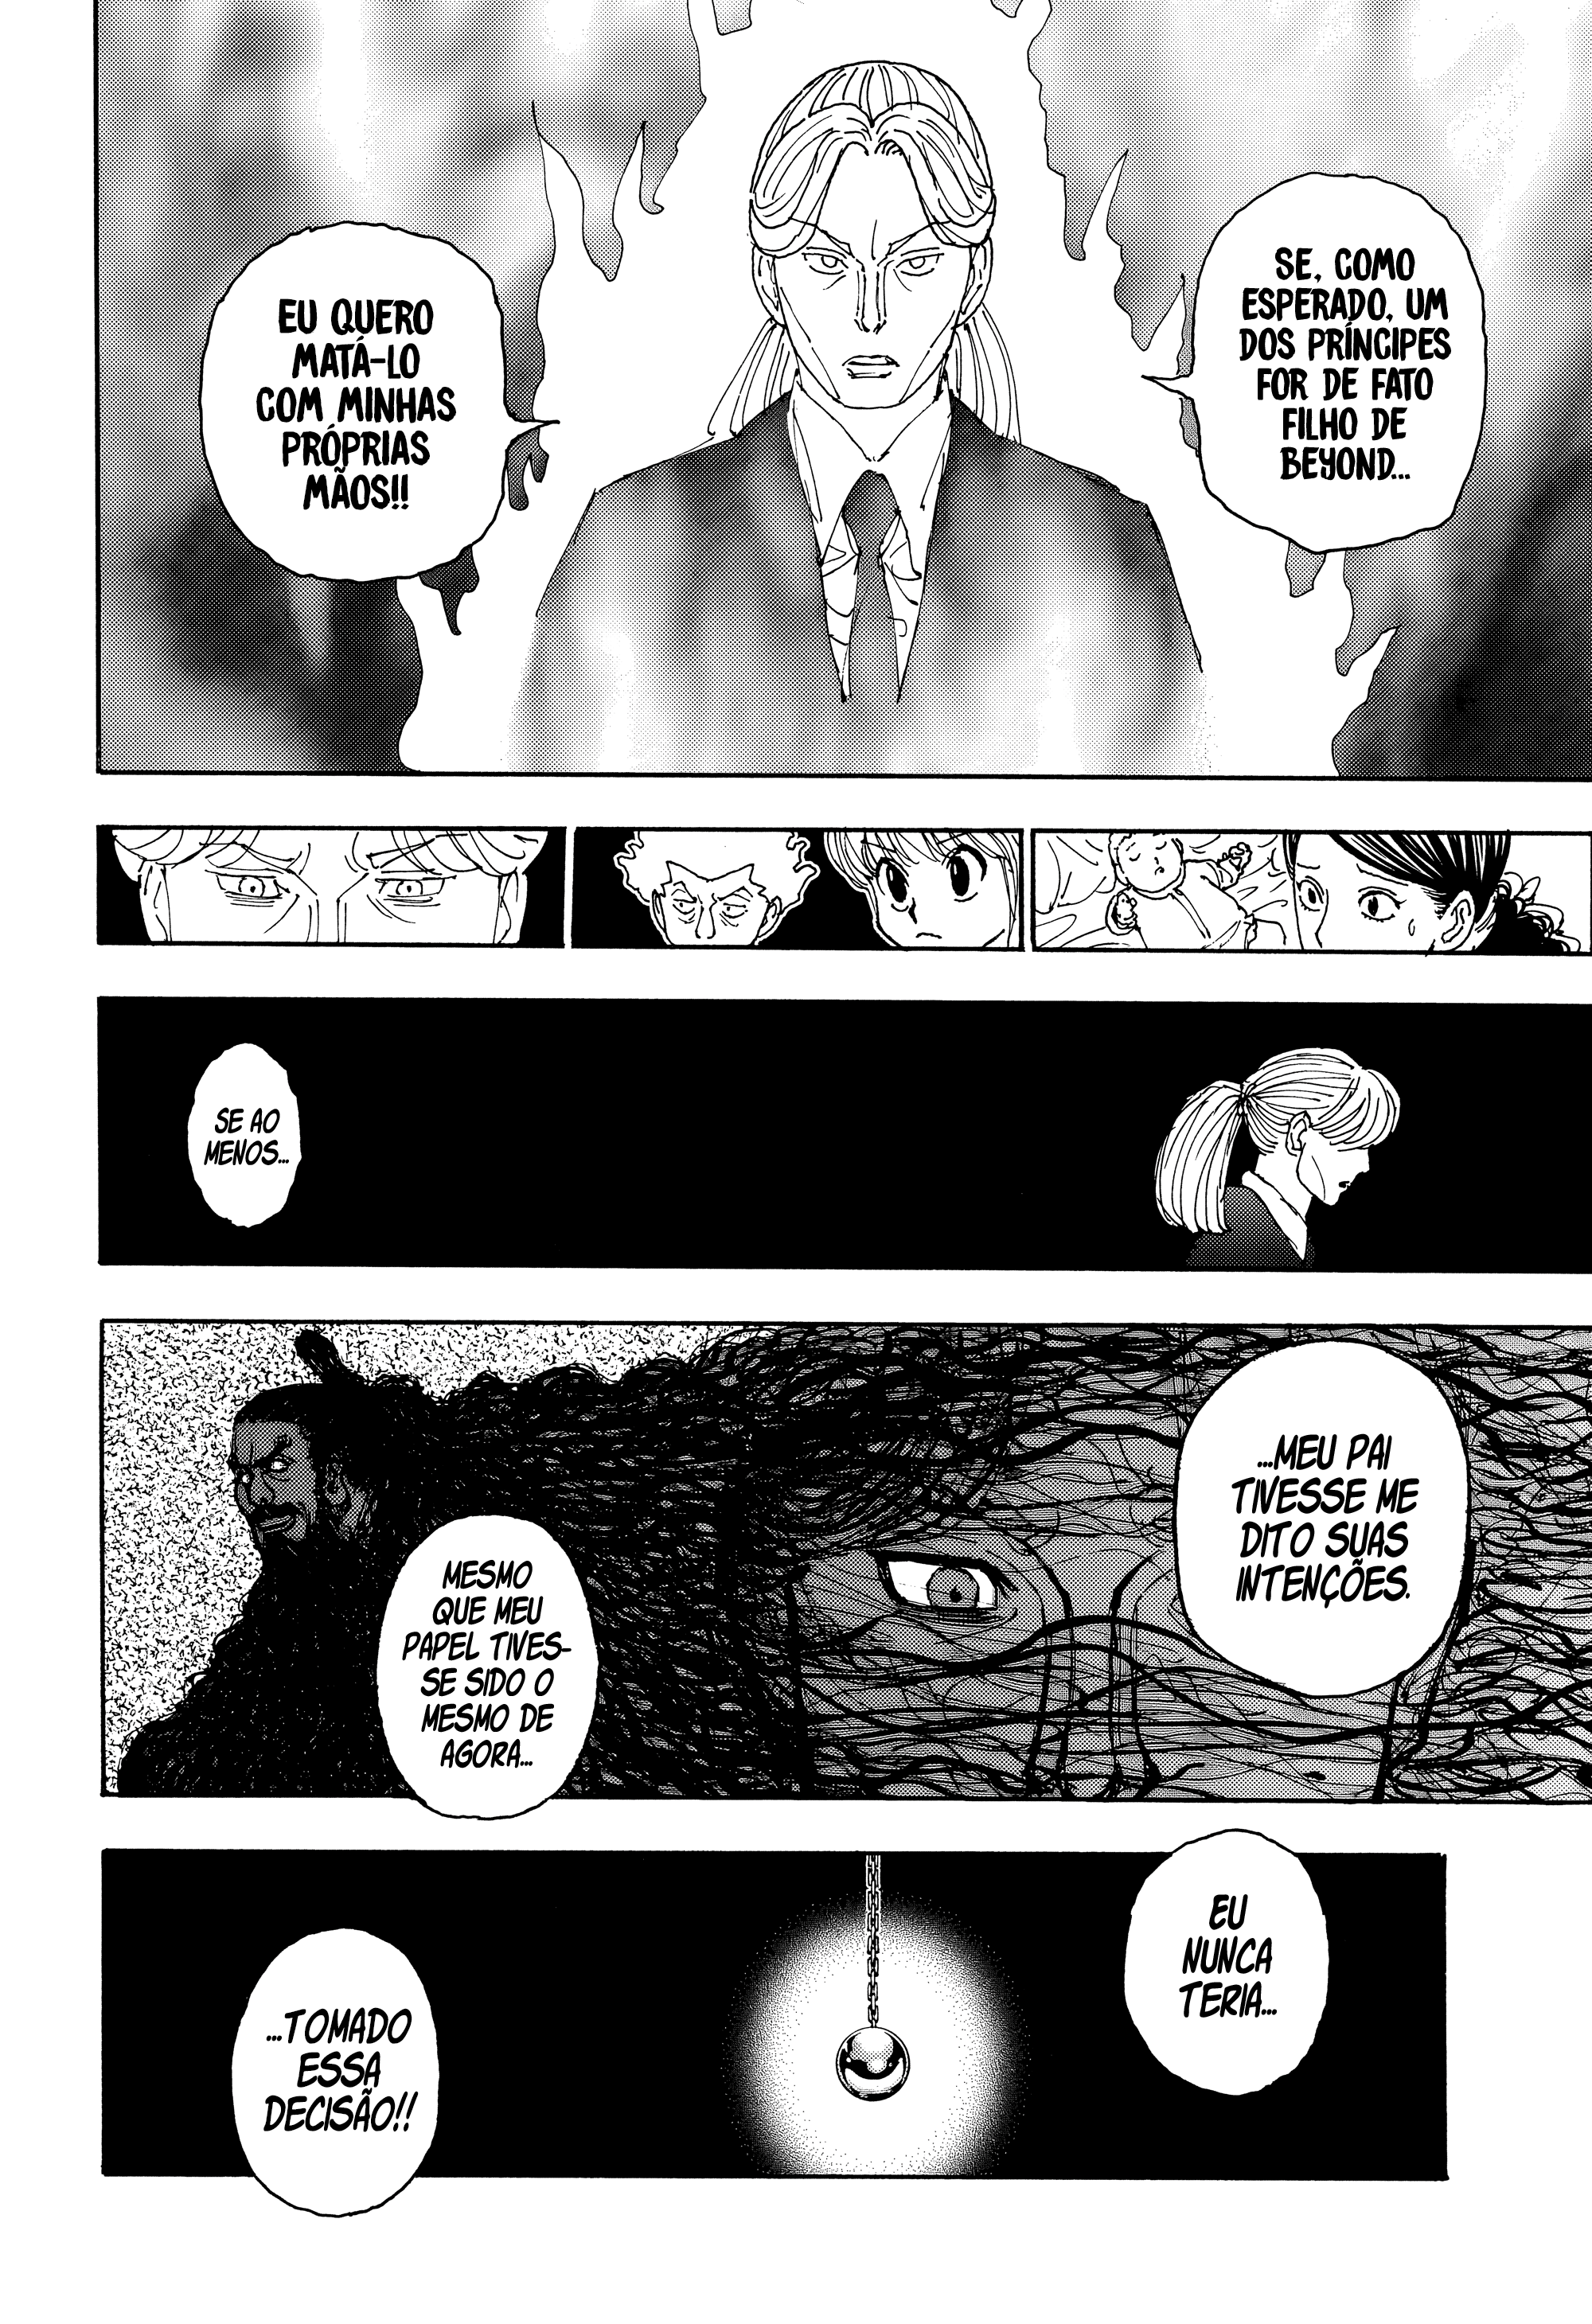 SE, COMO
ESPERADO, UM
DOS PRÍNCIPES
FOR DE FATO
FILHO DE
BEYOND...
EU QUERO
MATÁ-LO
COM MINHAS
PRÓPRIAS
MÃOS!!
SE AO
MENOS...
...MEU PAI
TIVESSE ME
DITO SUAS
INTENÇÕES.
MESMO
QUE MEU
PAPEL TIVES-
SE SIDO O
MESMO DE
AGORA...
EU
NUNCA
TERIA...
...TOMADO
ESSA
DECISÃO!!